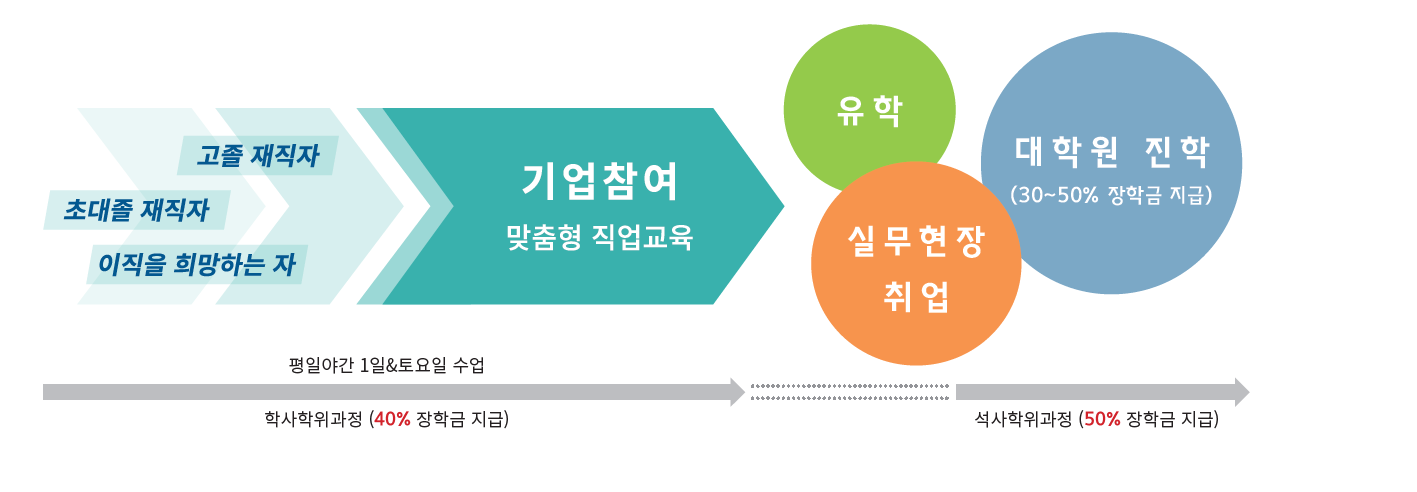 고졸 재직자
초대졸 재직자
이직을 희망하는 자
기업참여
맞춤형 직업교육
유학
실무현장
취업
대학원 진학
(30~50% 장학금 지급)
평일야간 1일&토요일 수업
학사학위과정 (40% 장학금 지급)
석사학위과정 (50% 장학금 지급)